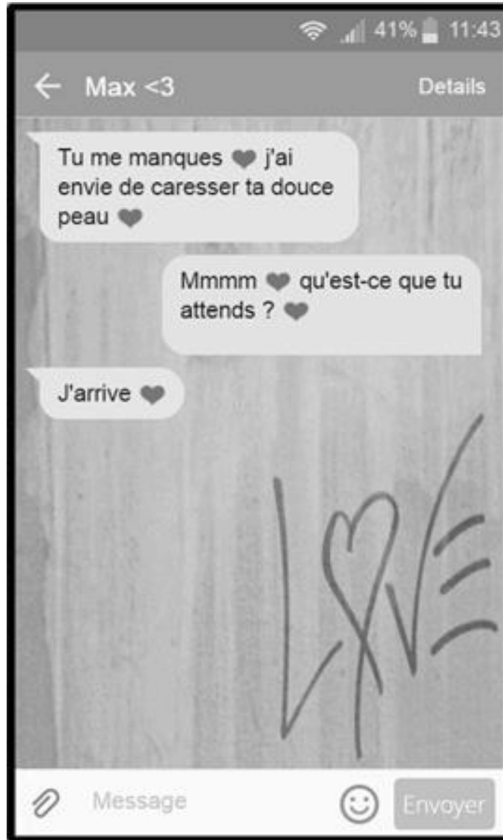 41% 11:43
Max <3
Details
Tu me manques ♥ j'ai
envie de caresser ta douce
peau ♥
Mmmm ♥ qu'est-ce que tu
attends ? ♥
J'arrive ♥
LOVE
Message
Envoyer